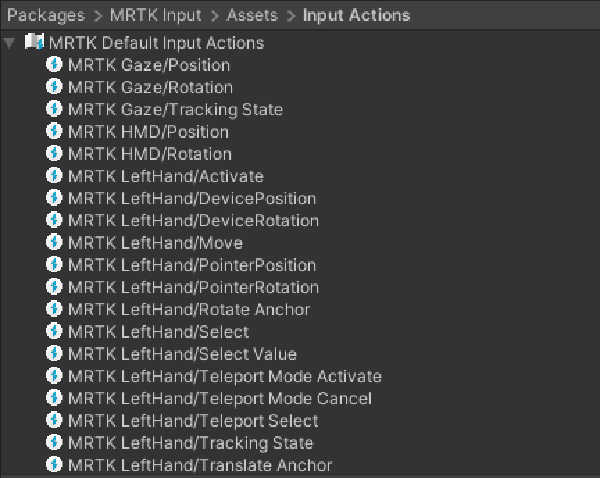 Packages > MRTK Input > Assets > Input Actions
MRTK Default Input Actions
MRTK Gaze/Position
MRTK Gaze/Rotation
MRTK Gaze/Tracking State
MRTK HMD/Position
MRTK HMD/Rotation
MRTK LeftHand/Activate
MRTK LeftHand/DevicePosition
MRTK LeftHand/DeviceRotation
MRTK LeftHand/Move
MRTK LeftHand/PointerPosition
MRTK LeftHand/PointerRotation
MRTK LeftHand/Rotate Anchor
MRTK LeftHand/Select
MRTK LeftHand/Select Value
MRTK LeftHand/Teleport Mode Activate
MRTK LeftHand/Teleport Mode Cancel
MRTK LeftHand/Teleport Select
MRTK LeftHand/Tracking State
MRTK LeftHand/Translate Anchor